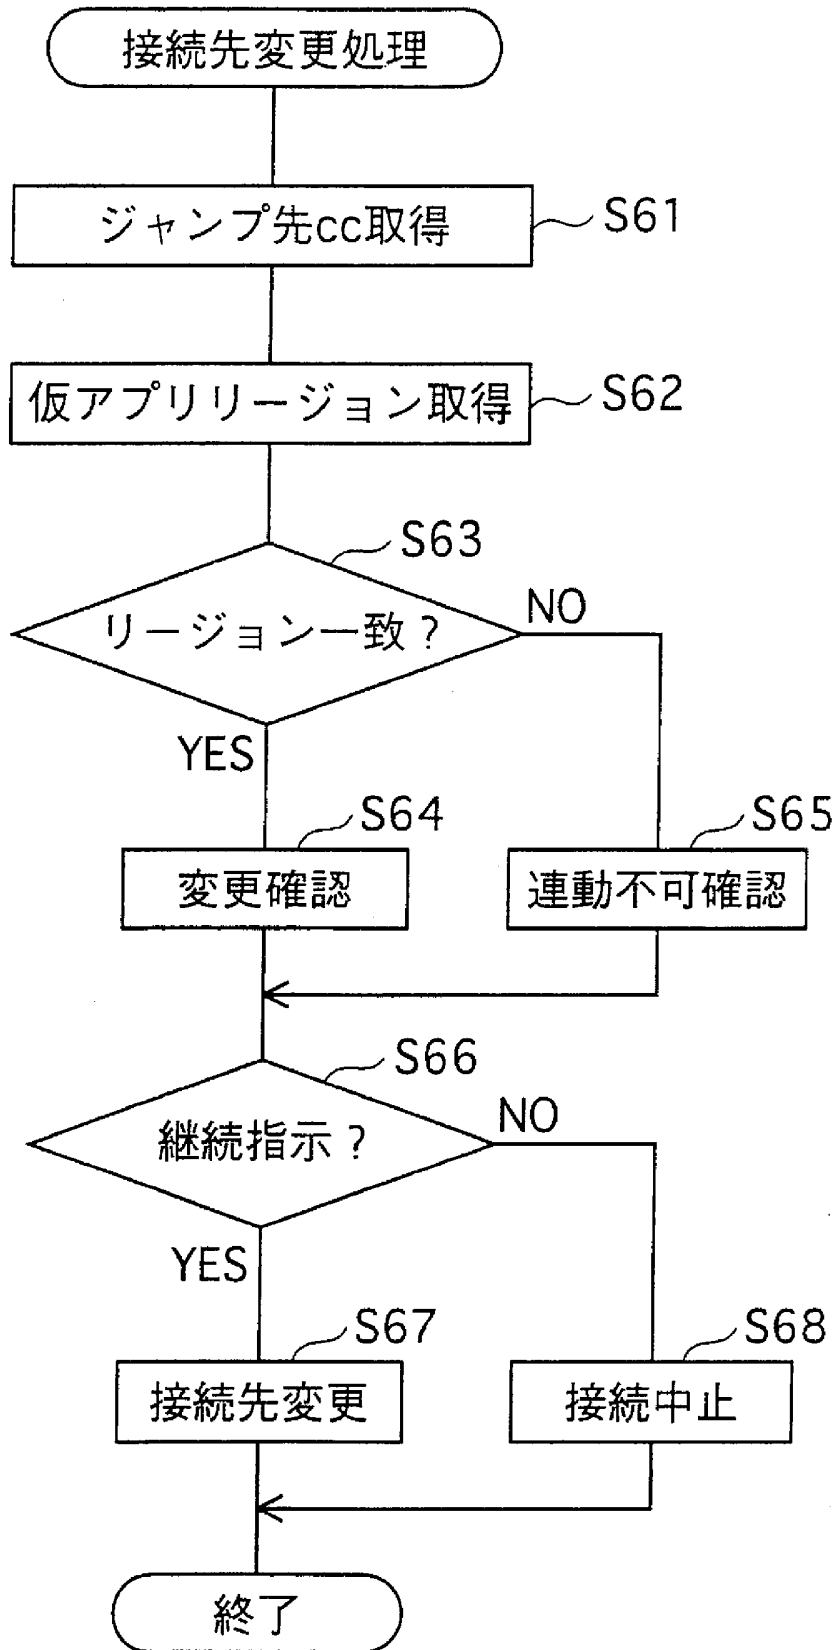 接続先変更処理
ジャンプ先cc取得
S61
仮アプリリージョン取得
S62
S63
リージョン一致?
NO
YES
S64
S65
変更確認
連動不可確認
S66
継続指示?
NO
YES
S67
S68
接続先変更
接続中止
終了